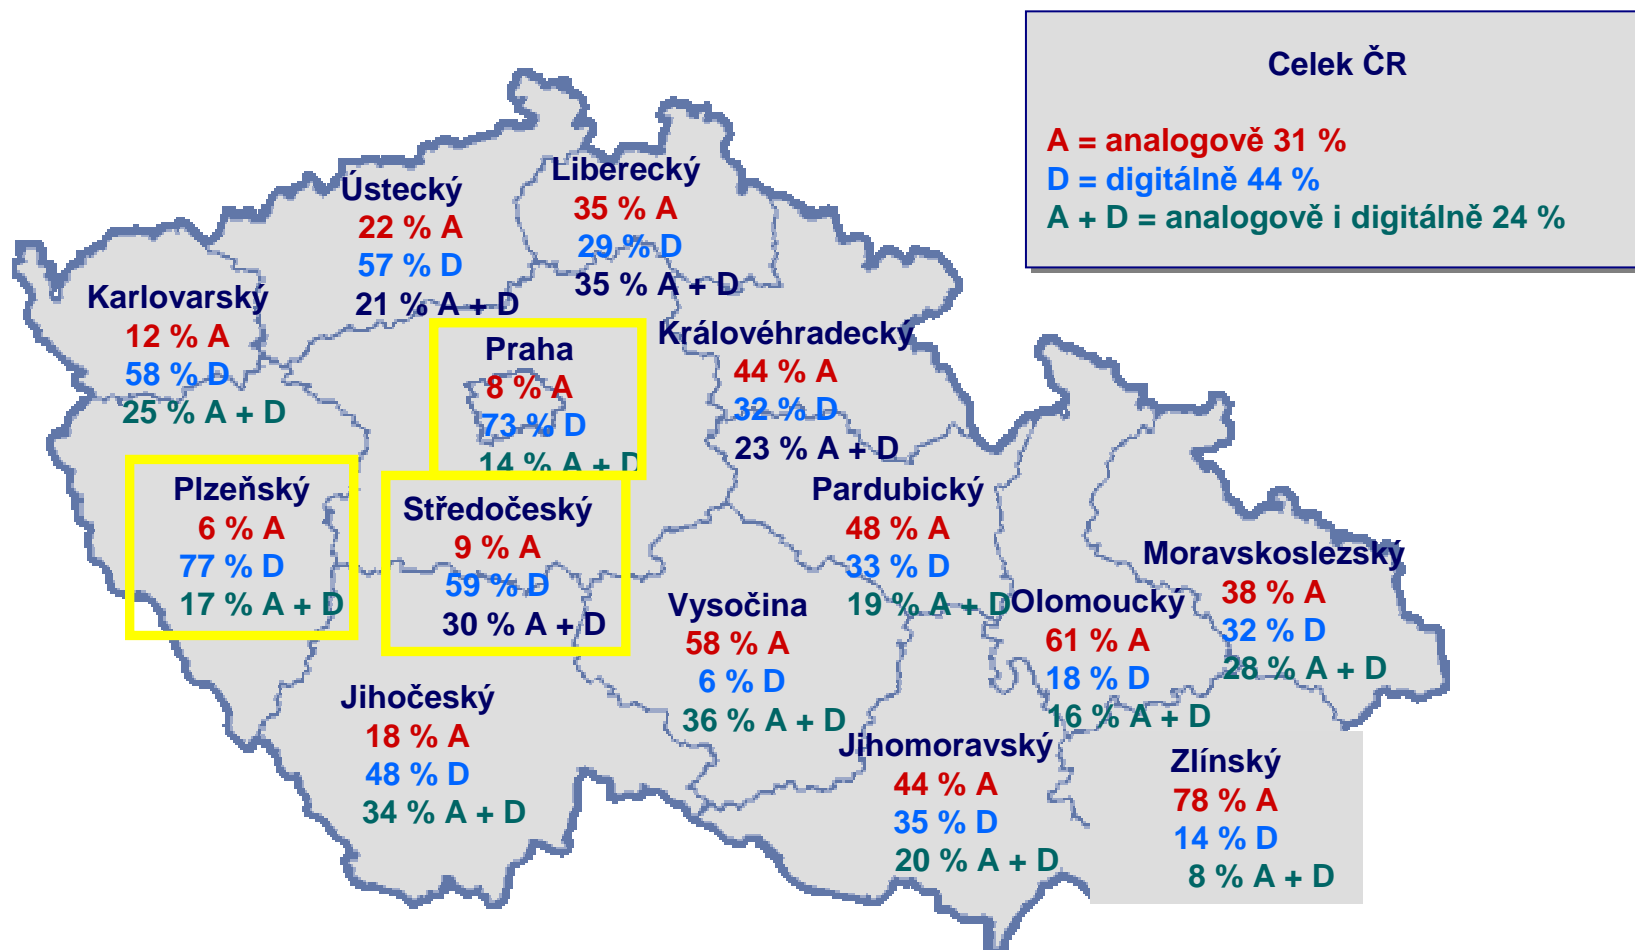 Celek ČR
A = analogově 31 %
D = digitálně 44 %
A + D = analogově i digitálně 24 %
Liberecký
35 % A
29 % D
35 % A + D
Ústecký
22 % A
57 % D
21 % A + D
Karlovarský
12 % A
58 % D
25 % A + D
Praha
8 % A
73 % D
14 % A + D
Královéhradecký
44 % A
32 % D
23 % A + D
Plzeňský
6 % A
77 % D
17 % A + D
Středočeský
9 % A
59 % D
30 % A + D
Pardubický
48 % A
33 % D
19 % A + D
Moravskoslezský
38 % A
32 % D
28 % A + D
Vysočina
58 % A
6 % D
36 % A + D
Olomoucký
61 % A
18 % D
16 % A + D
Jihočeský
18 % A
48 % D
34 % A + D
Jihomoravský
44 % A
35 % D
20 % A + D
Zlínský
78 % A
14 % D
8 % A + D